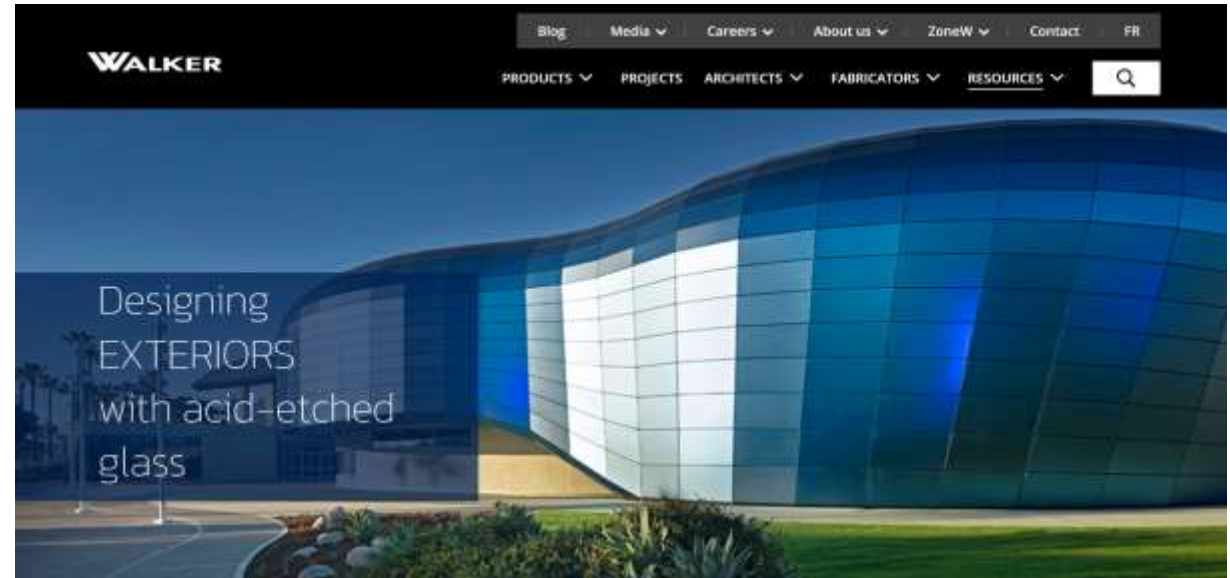 Blog Media Careers About us ZoneW Contact FR
WALKER
PRODUCTS PROJECTS ARCHITECTS FABRICATORS RESOURCES
Designing
EXTERIORS
with acid-etched
glass